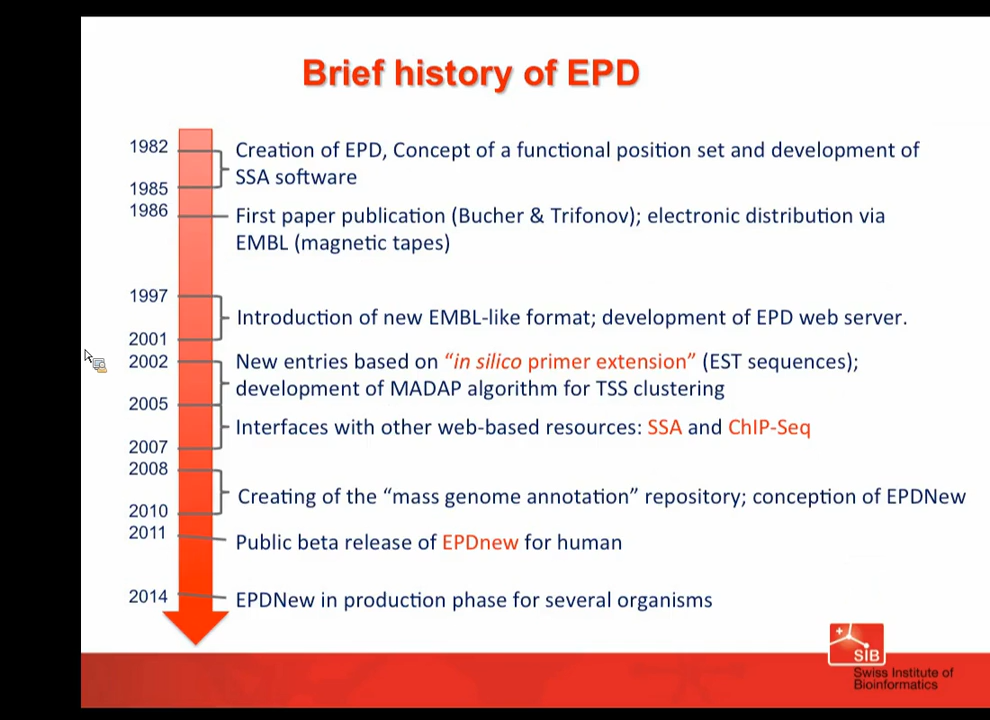 Brief history of EPD
1982
Creation of EPD, Concept of a functional position set and development of
SSA software
1985
1986
First paper publication (Bucher & Trifonov); electronic distribution via
EMBL (magnetic tapes)
1997
Introduction of new EMBL-like format; development of EPD web server.
2001
2002
New entries based on “in silico primer extension” (EST sequences);
development of MADAP algorithm for TSS clustering
2005
Interfaces with other web-based resources: SSA and ChIP-Seq
2007
2008
Creating of the “mass genome annotation” repository; conception of EPDNew
2010
2011
Public beta release of EPDnew for human
2014
EPDNew in production phase for several organisms
SIB
Swiss Institute of
Bioinformatics